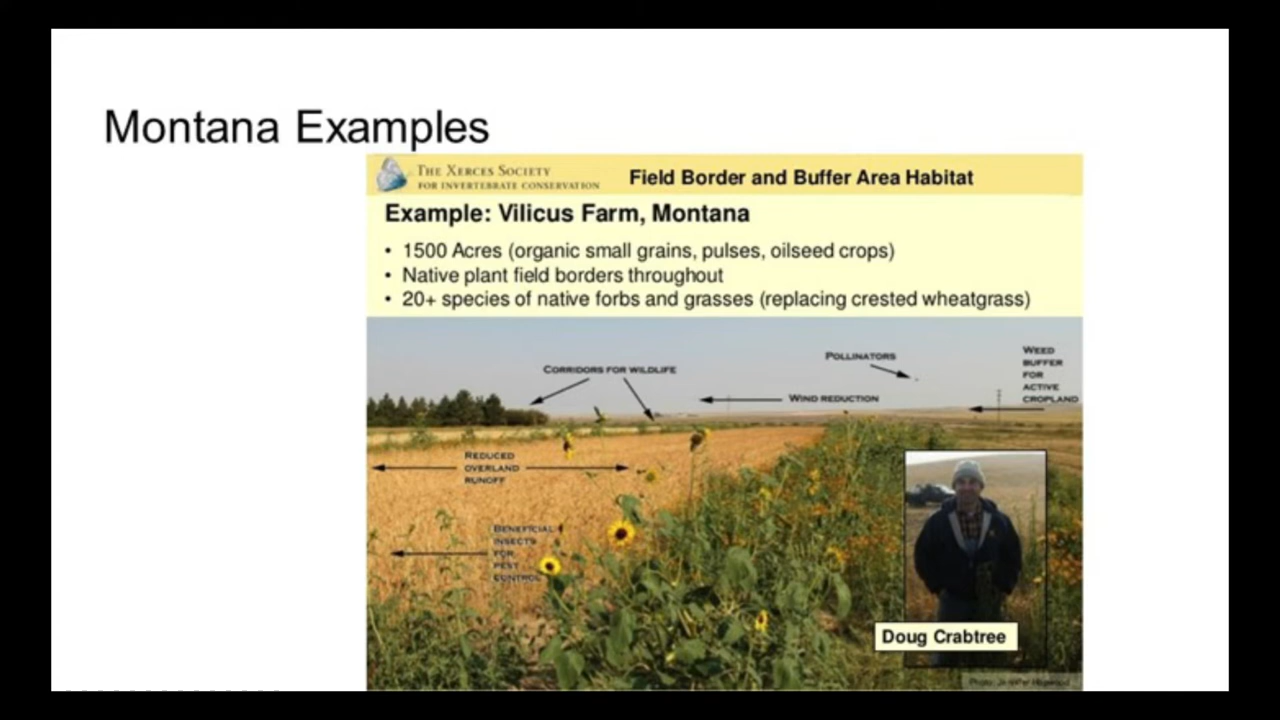 Montana Examples
THE XERCES SOCIETY
FOR INVERTEBRATE CONSERVATION
Field Border and Buffer Area Habitat
Example: Vilicus Farm, Montana
• 1500 Acres (organic small grains, pulses, oilseed crops)
• Native plant field borders throughout
• 20+ species of native forbs and grasses (replacing crested wheatgrass)
CORRIDORS FOR WILDLIFE
POLLINATORS
WIND REDUCTION
WEED
BUFFER
FOR
ACTIVE
CROPLAND
REDUCED
OVERLAND
RUNOFF
BENEFICIAL
INSECTS
FOR
PEST
CONTROL
Doug Crabtree
Photo: Jennifer